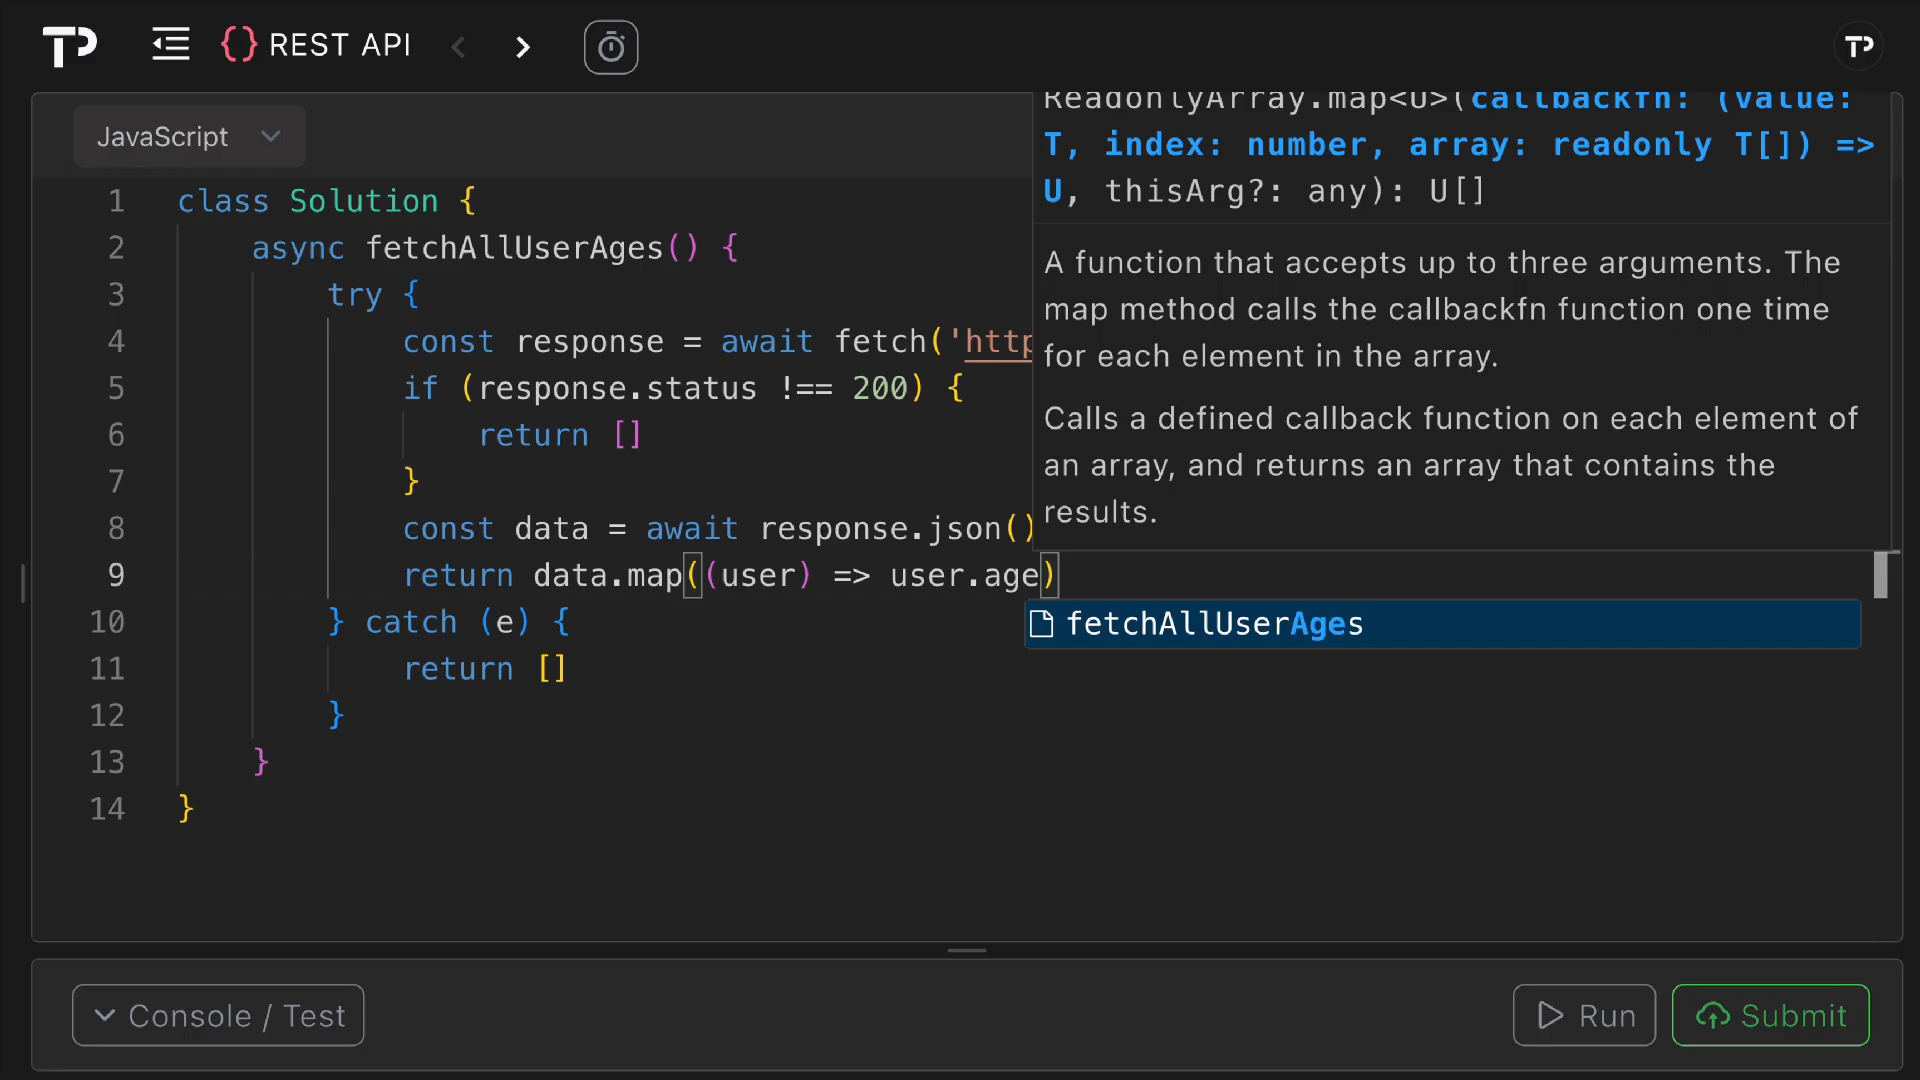 TP
{} REST API
TP
JavaScript
1 class Solution {
2 async fetchAllUserAges() {
3 try {
4 const response = await fetch('http
5 if (response.status !== 200) {
6 return []
7 }
8 const data = await response.json()
9 return data.map((user) => user.age)
10 } catch (e) {
11 return []
12 }
13 }
14 }
ReadonlyArray.map<U>(callbackfn: (value:
T, index: number, array: readonly T[]) =>
U, thisArg?: any): U[]
A function that accepts up to three arguments. The
map method calls the callbackfn function one time
for each element in the array.
Calls a defined callback function on each element of
an array, and returns an array that contains the
results.
fetchAllUserAges
Console / Test
Run
Submit